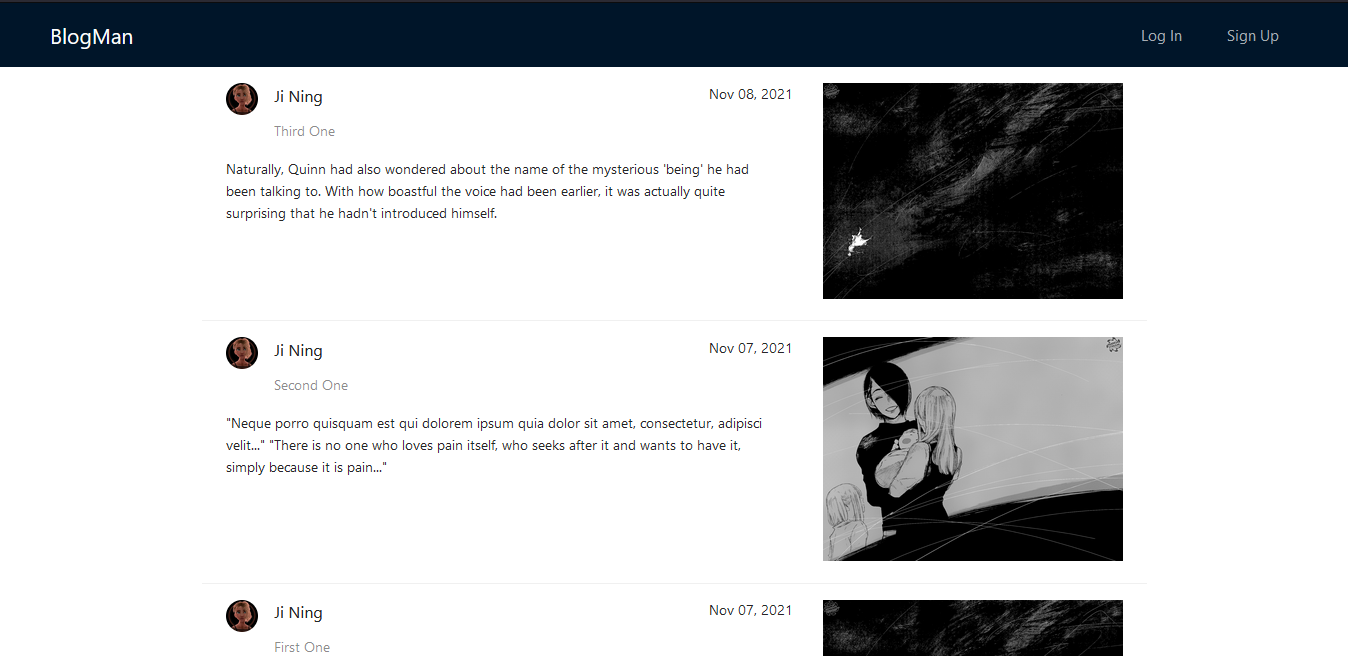 BlogMan
Log In
Sign Up
Ji Ning
Nov 08, 2021
Third One
Naturally, Quinn had also wondered about the name of the mysterious 'being' he had
been talking to. With how boastful the voice had been earlier, it was actually quite
surprising that he hadn't introduced himself.
Ji Ning
Nov 07, 2021
Second One
"Neque porro quisquam est qui dolorem ipsum quia dolor sit amet, consectetur, adipisci
velit..." "There is no one who loves pain itself, who seeks after it and wants to have it,
simply because it is pain..."
Ji Ning
Nov 07, 2021
First One